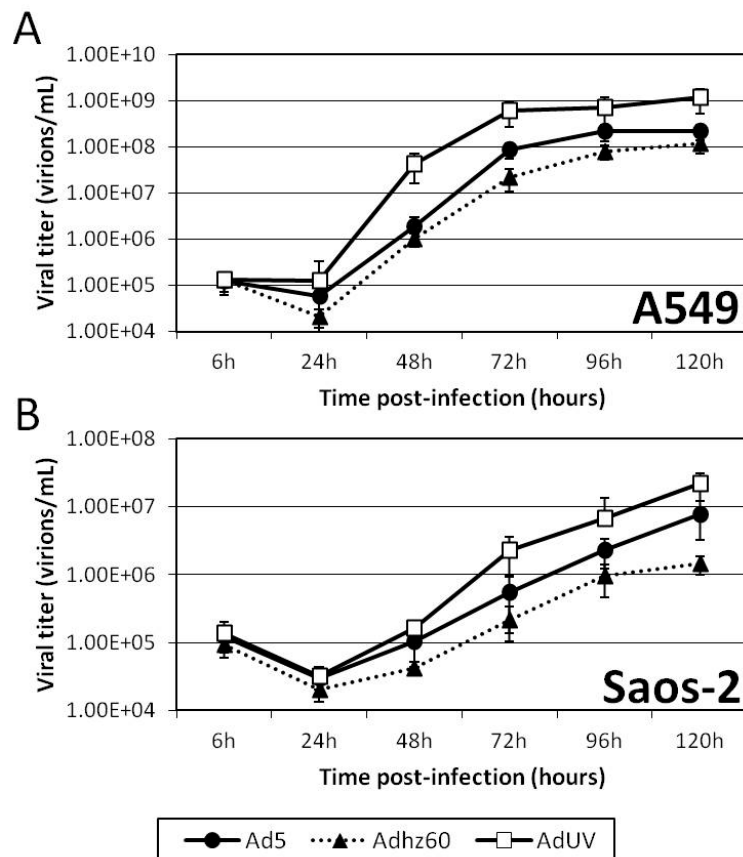 A
1.00E+10
1.00E+09
1.00E+08
1.00E+07
1.00E+06
1.00E+05
1.00E+04
Viral titer (virions/mL)
A549
6h 24h 48h 72h 96h 120h
Time post-infection (hours)
B
1.00E+08
1.00E+07
1.00E+06
1.00E+05
1.00E+04
Viral titer (virions/mL)
Saos-2
6h 24h 48h 72h 96h 120h
Time post-infection (hours)
Ad5 Adhz60 AdUV